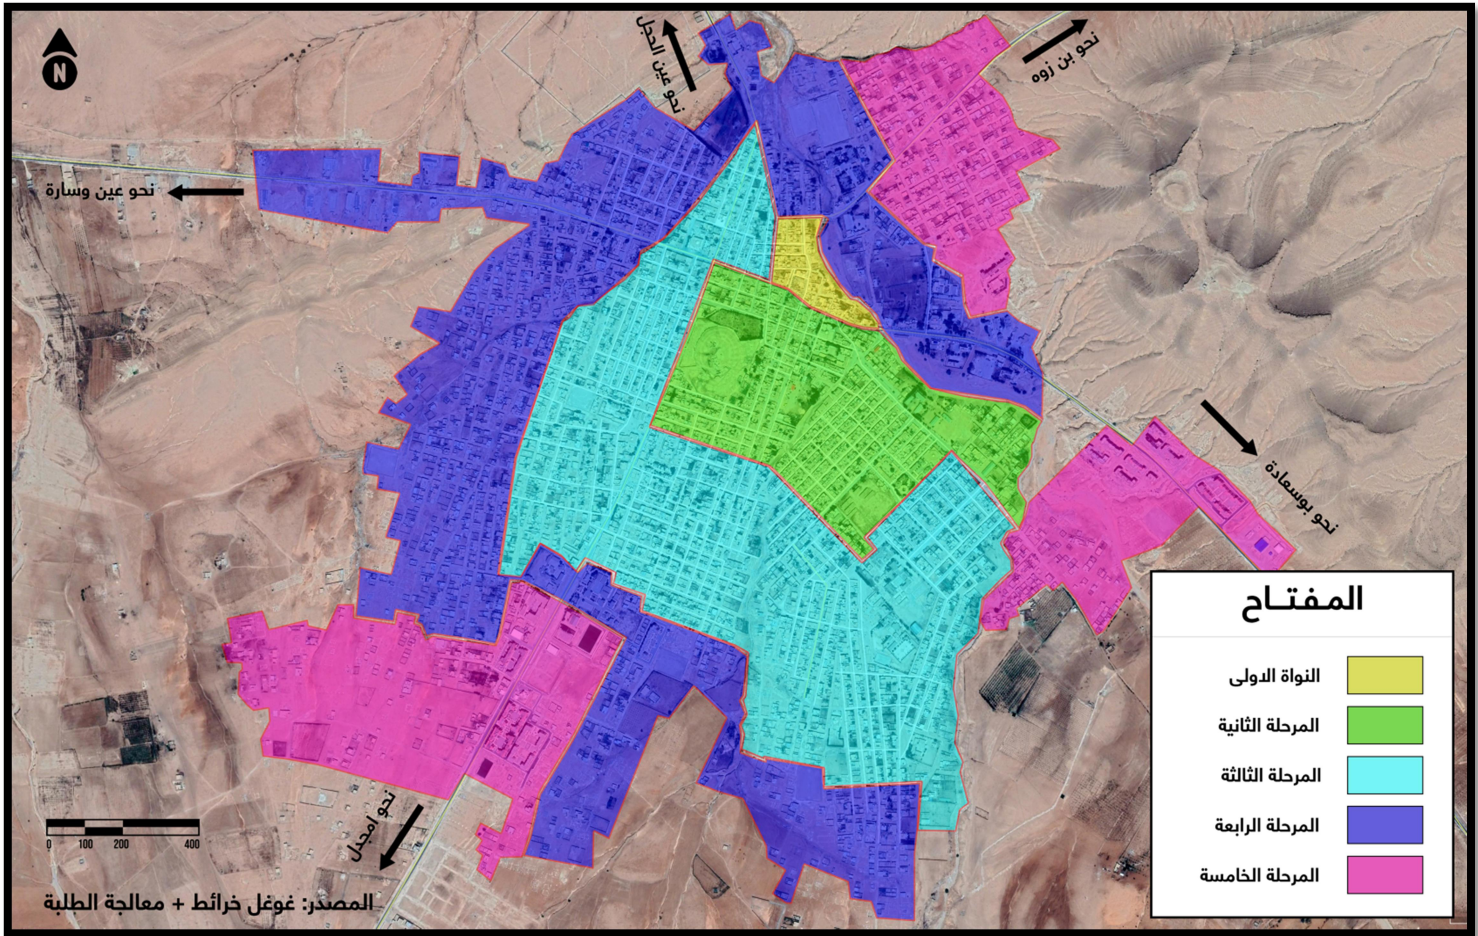 N
نحو عين الحجل
نحو بن زوه
نحو عين وسارة
نحو بوسعادة
نحو امجدل
المفتاح
النواة الاولى
المرحلة الثانية
المرحلة الثالثة
المرحلة الرابعة
المرحلة الخامسة
0 100 200 400
المصدر: غوغل خرائط + معالجة الطلبة